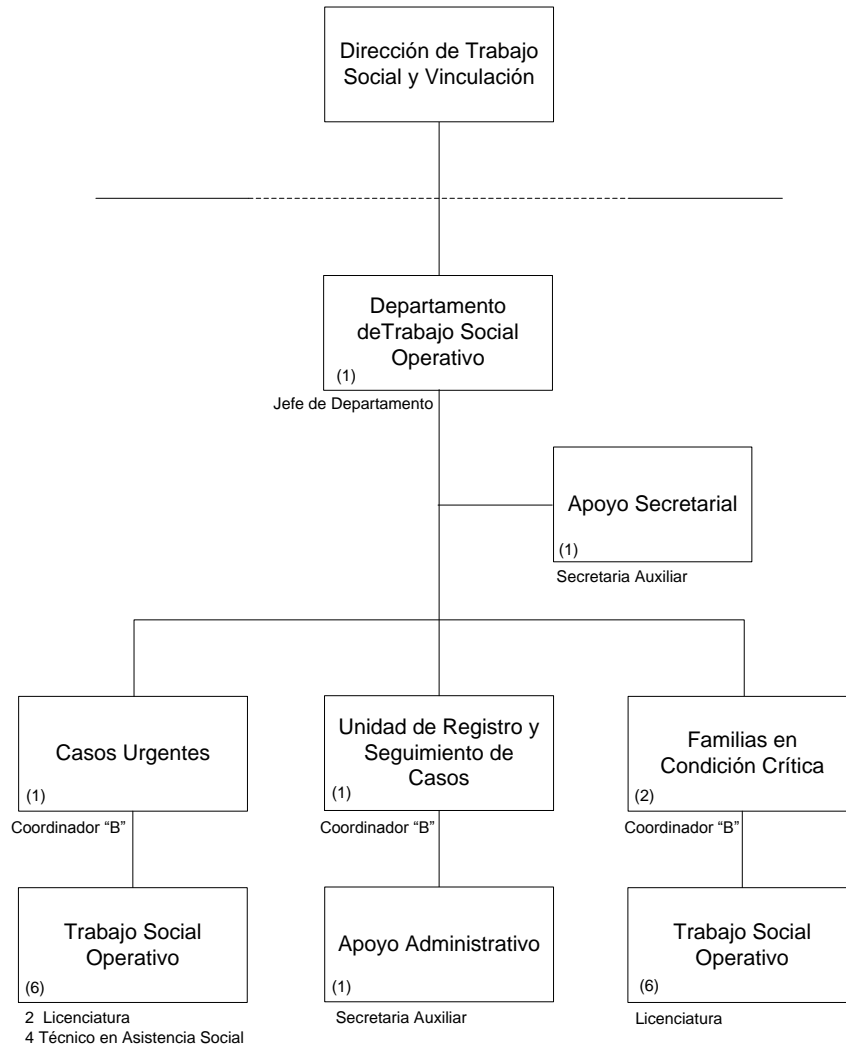 Dirección de Trabajo
Social y Vinculación
Departamento
deTrabajo Social
Operativo
(1)
Jefe de Departamento
Apoyo Secretarial
(1)
Secretaria Auxiliar
Casos Urgentes
(1)
Coordinador “B”
Unidad de Registro y
Seguimiento de
Casos
(1)
Coordinador “B”
Familias en
Condición Crítica
(2)
Coordinador “B”
Trabajo Social
Operativo
(6)
2 Licenciatura
4 Técnico en Asistencia Social
Apoyo Administrativo
(1)
Secretaria Auxiliar
Trabajo Social
Operativo
(6)
Licenciatura